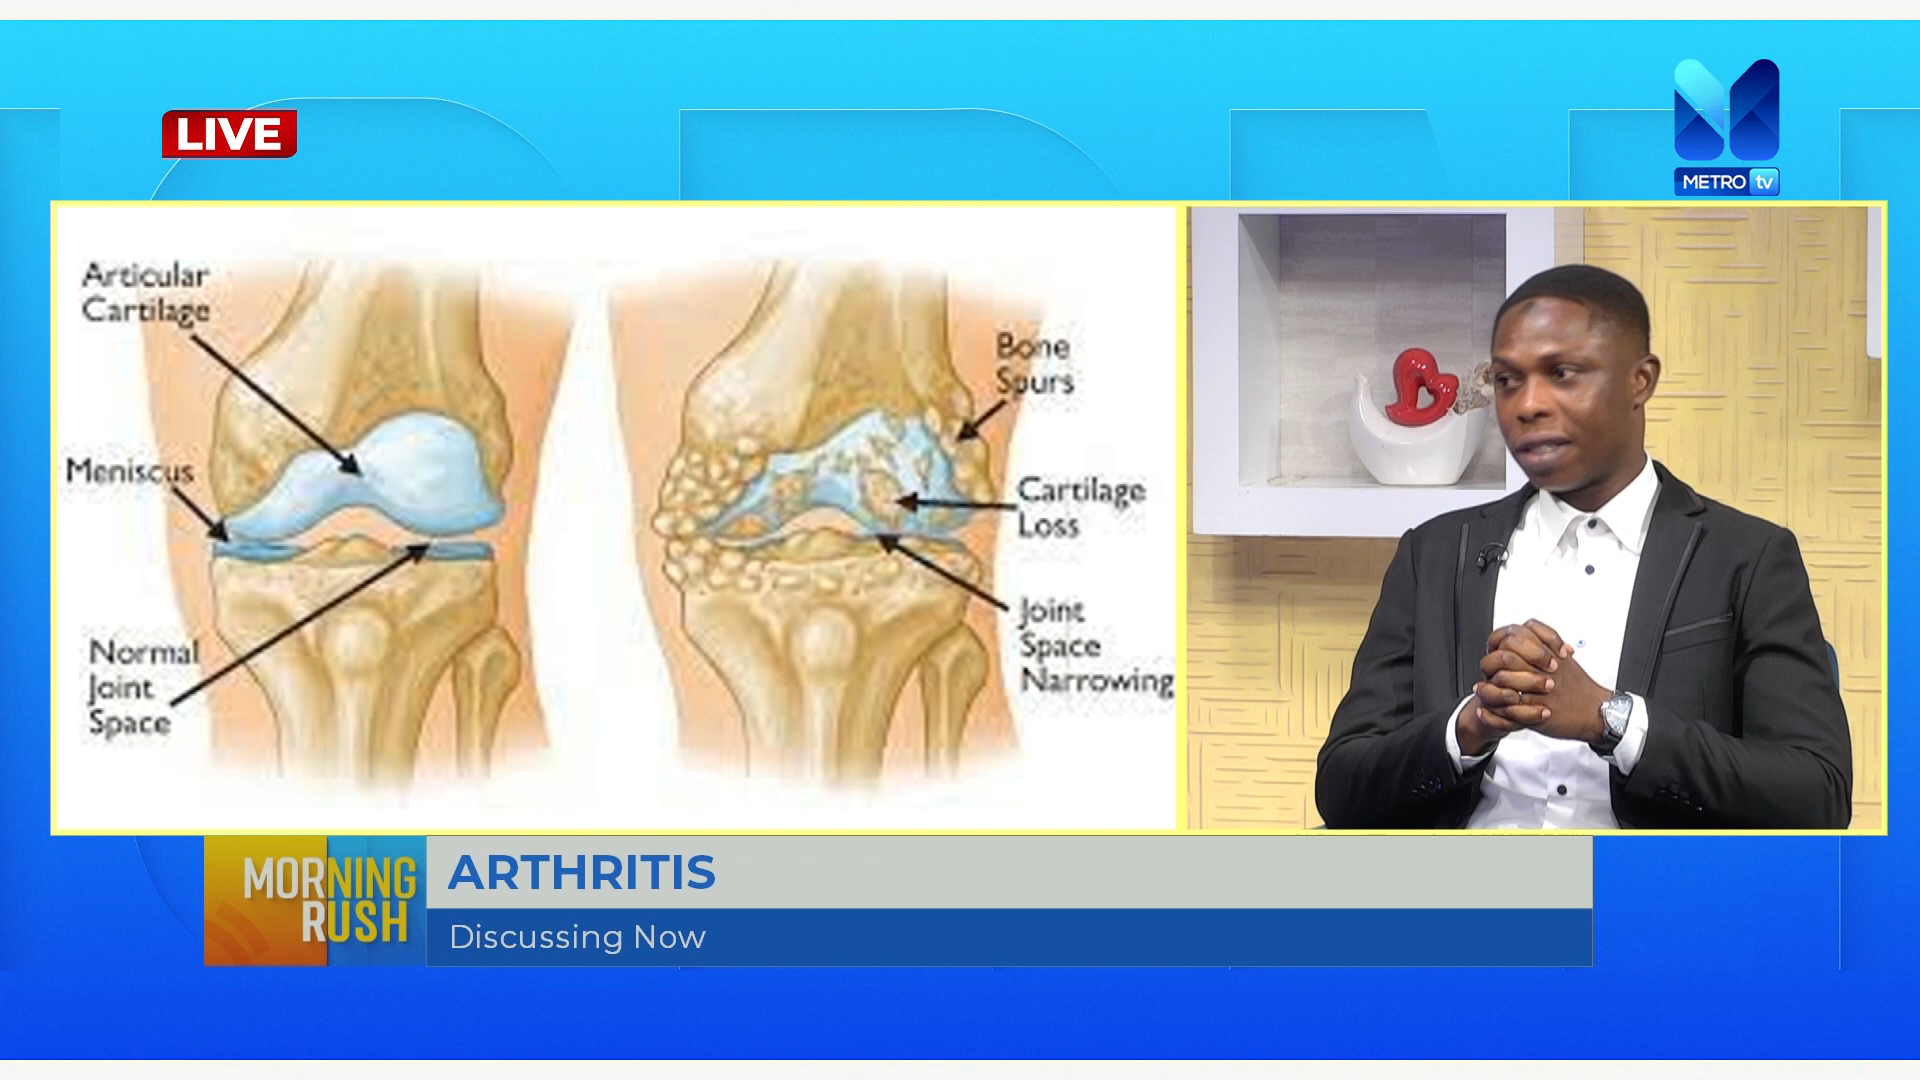 LIVE
METRO tv
Articular
Cartilage
Meniscus
Normal
Joint
Space
Bone
Spurs
Cartilage
Loss
Joint
Space
Narrowing
MORNING
RUSH
ARTHRITIS
Discussing Now